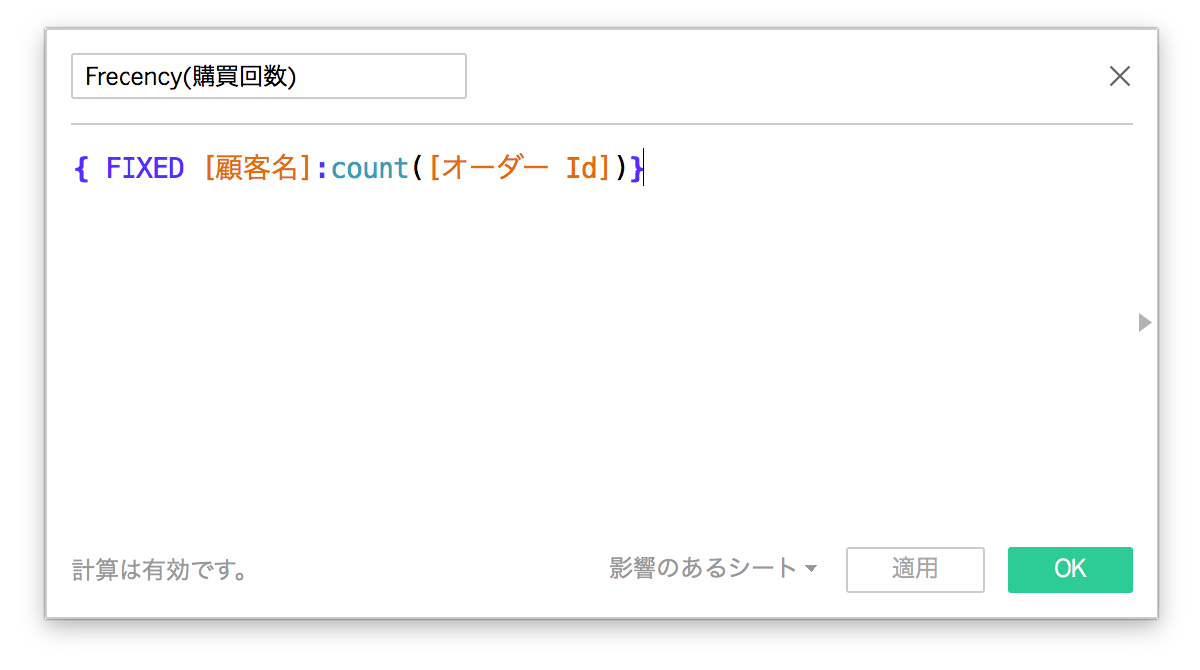 Frecency(購買回数)
{ FIXED [顧客名]:count([オーダー Id])}
計算は有効です。
影響のあるシート
適用
OK